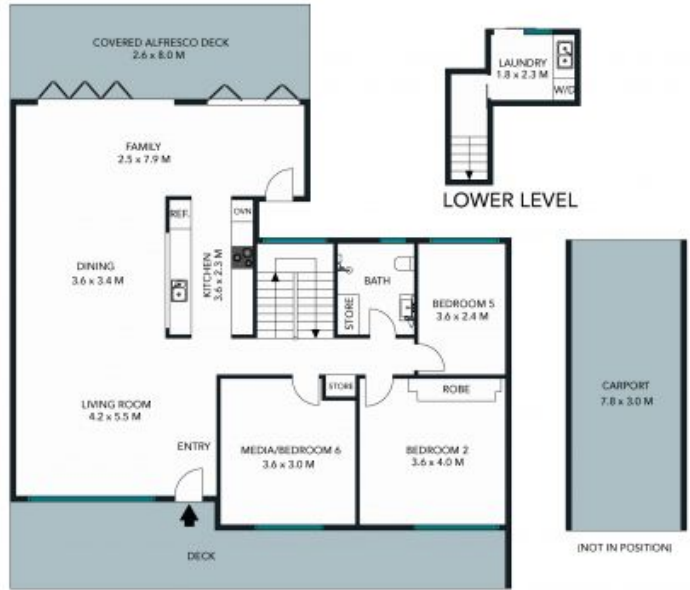 COVERED ALFRESCO DECK
2.6 x 8.0 M
LAUNDRY
1.8 x 2.3 M
W/D
LOWER LEVEL
FAMILY
2.5 x 7.9 M
REF.
OVN
KITCHEN
3.6 x 2.3 M
DINING
3.6 x 3.4 M
BATH
STORE
BEDROOM 5
3.6 x 2.4 M
CARPORT
7.8 x 3.0 M
(NOT IN POSITION)
LIVING ROOM
4.2 x 5.5 M
STORE
ROBE
ENTRY
MEDIA/BEDROOM 6
3.6 x 3.0 M
BEDROOM 2
3.6 x 4.0 M
DECK